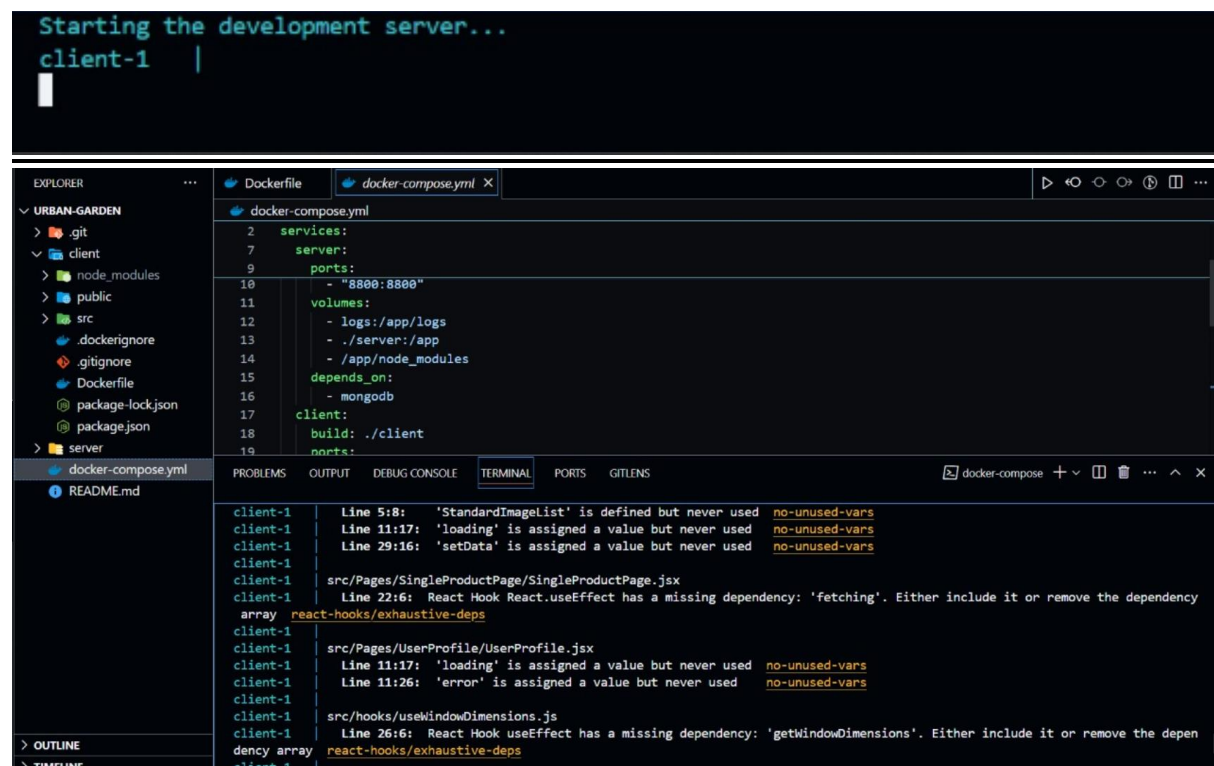 Starting the development server...
client-1 |
EXPLORER ...
URBAN-GARDEN
.git
client
node_modules
public
src
.dockerignore
.gitignore
Dockerfile
package-lock.json
package.json
server
docker-compose.yml
README.md
OUTLINE
TIMELINE
Dockerfile
docker-compose.yml ×
docker-compose.yml
2 services:
7 server:
9 ports:
10 - "8800:8800"
11 volumes:
12 - logs:/app/logs
13 - ./server:/app
14 - /app/node_modules
15 depends_on:
16 - mongodb
17 client:
18 build: ./client
19 ports:
PROBLEMS OUTPUT DEBUG CONSOLE TERMINAL PORTS GITLENS docker-compose
client-1 | Line 5:8: 'StandardImageList' is defined but never used no-unused-vars
client-1 | Line 11:17: 'loading' is assigned a value but never used no-unused-vars
client-1 | Line 29:16: 'setData' is assigned a value but never used no-unused-vars
client-1 |
client-1 | src/Pages/SingleProductPage/SingleProductPage.jsx
client-1 | Line 22:6: React Hook React.useEffect has a missing dependency: 'fetching'. Either include it or remove the dependency
array react-hooks/exhaustive-deps
client-1 |
client-1 | src/Pages/UserProfile/UserProfile.jsx
client-1 | Line 11:17: 'loading' is assigned a value but never used no-unused-vars
client-1 | Line 11:26: 'error' is assigned a value but never used no-unused-vars
client-1 |
client-1 | src/hooks/useWindowDimensions.js
client-1 | Line 26:6: React Hook useEffect has a missing dependency: 'getWindowDimensions'. Either include it or remove the depen
dency array react-hooks/exhaustive-deps
client-1 |